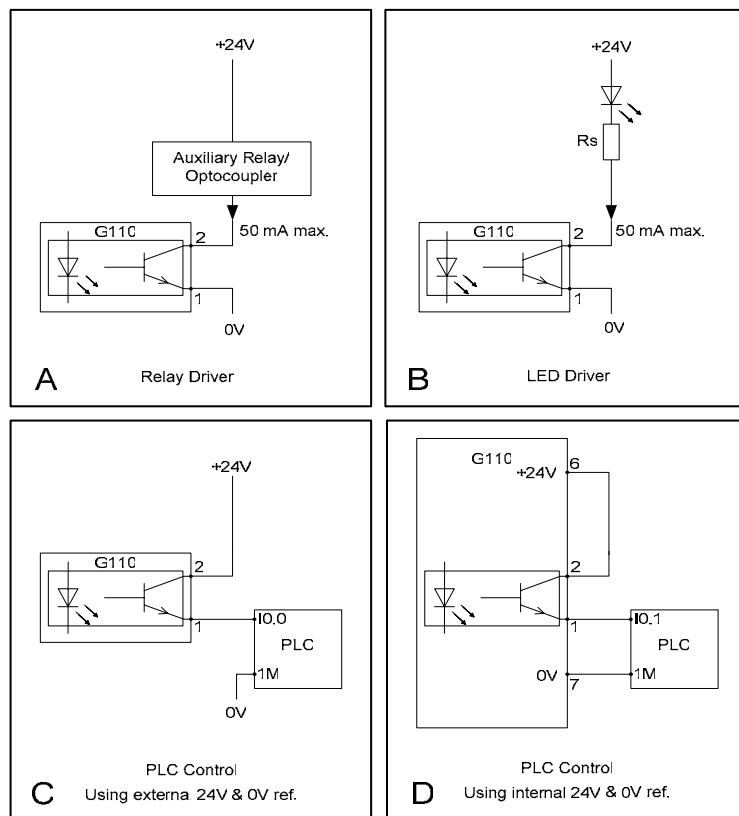 +24V
Auxiliary Relay/
Optocoupler
G110
2
50 mA max.
1
0V
A
Relay Driver
+24V
Rs
G110
2
50 mA max.
1
0V
B
LED Driver
+24V
G110
2
1
I0.0
PLC
1M
0V
PLC Control
C
Using externa. 24V & 0V ref.
G110
6
+24V
2
1
I0.1
PLC
0V
7
1M
PLC Control
D
Using internal 24V & 0V ref.